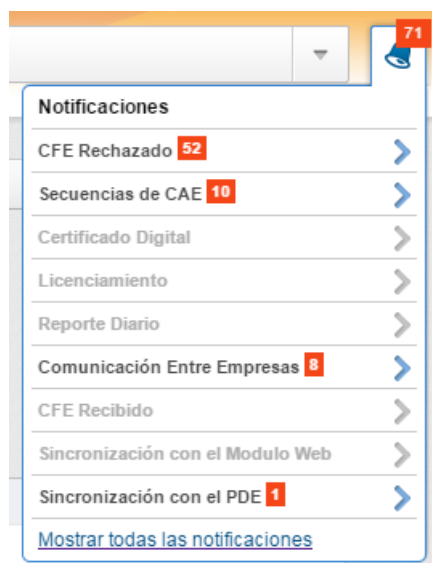 71
Notificaciones
CFE Rechazado 52
Secuencias de CAE 10
Certificado Digital
Licenciamiento
Reporte Diario
Comunicación Entre Empresas 8
CFE Recibido
Sincronización con el Modulo Web
Sincronización con el PDE 1
Mostrar todas las notificaciones